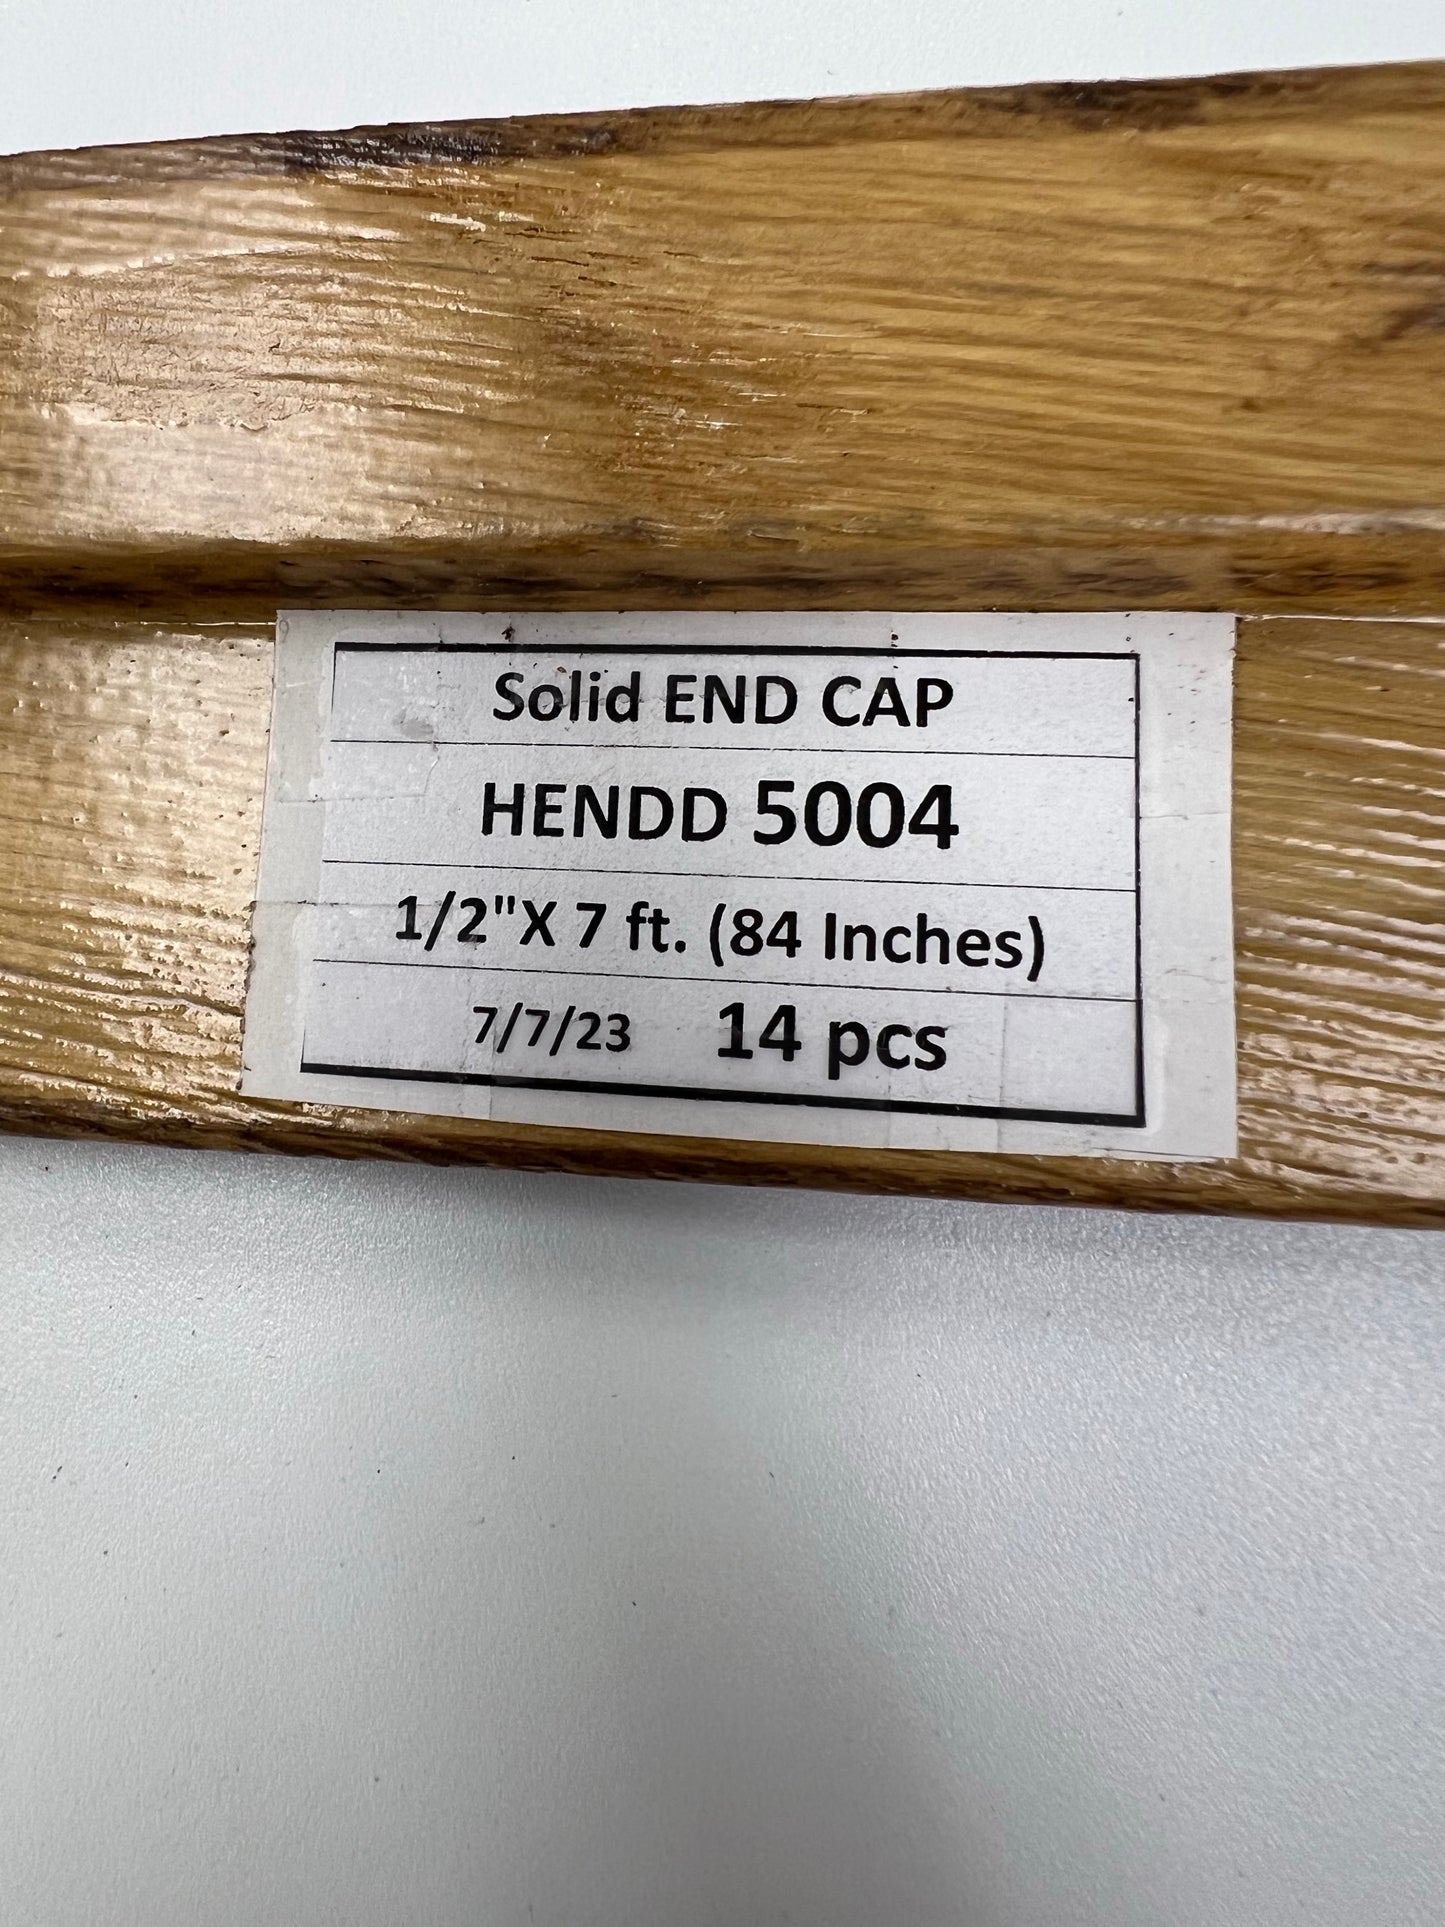 Solid END CAP
HENDD 5004
1/2"X 7 ft. (84 Inches)
7/7/23 14 pcs